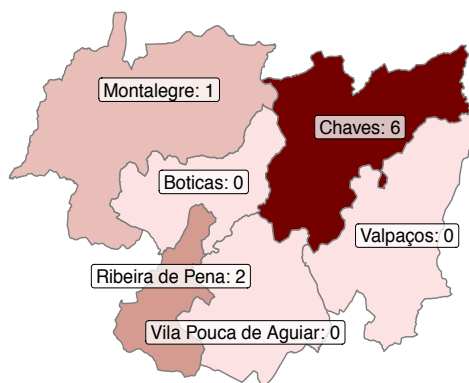 Montalegre: 1
Chaves: 6
Boticas: 0
Valpaços: 0
Ribeira de Pena: 2
Vila Pouca de Aguiar: 0